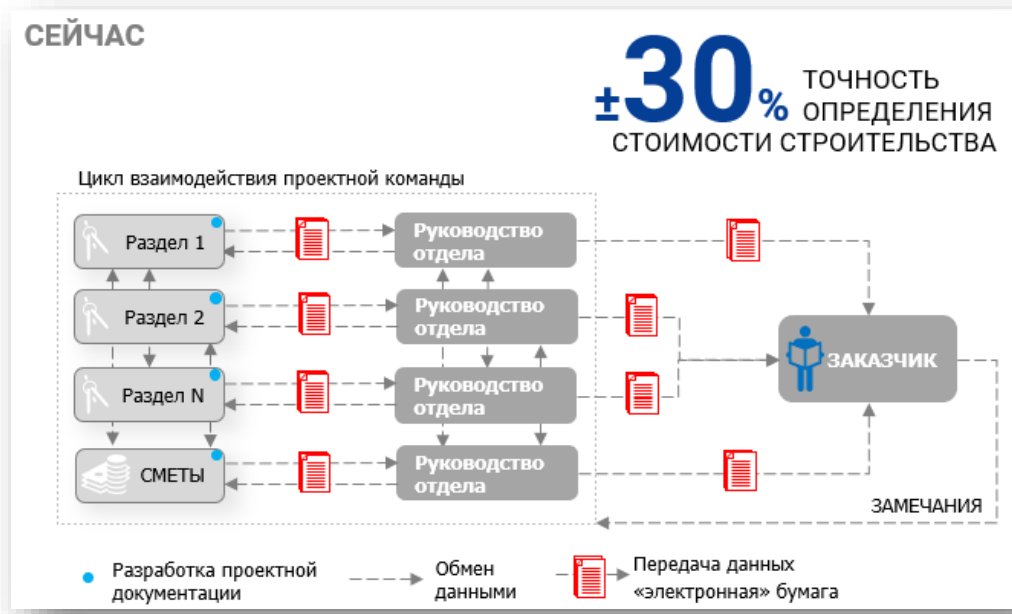 СЕЙЧАС
±30% ТОЧНОСТЬ
ОПРЕДЕЛЕНИЯ
СТОИМОСТИ СТРОИТЕЛЬСТВА
Цикл взаимодействия проектной команды
Раздел 1
Руководство
отдела
Раздел 2
Руководство
отдела
Раздел N
Руководство
отдела
СМЕТЫ
Руководство
отдела
ЗАКАЗЧИК
ЗАМЕЧАНИЯ
Разработка проектной
документации
Обмен
данными
Передача данных
«электронная» бумага